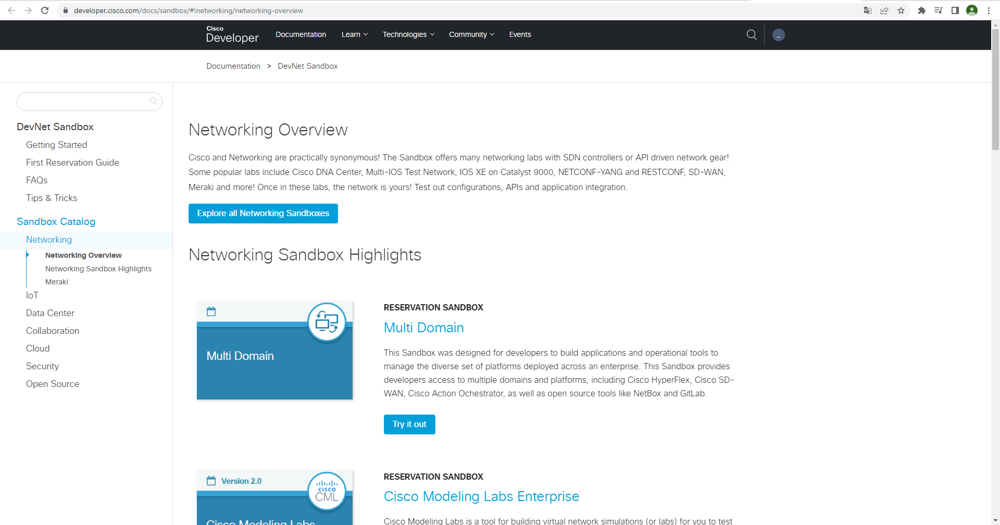 developer.cisco.com/docs/sandbox/#!networking/networking-overview
Cisco
Developer
Documentation
Learn
Technologies
Community
Events
Documentation > DevNet Sandbox
DevNet Sandbox
Getting Started
First Reservation Guide
FAQs
Tips & Tricks
Sandbox Catalog
Networking
Networking Overview
Networking Sandbox Highlights
Meraki
IoT
Data Center
Collaboration
Cloud
Security
Open Source
Networking Overview
Cisco and Networking are practically synonymous! The Sandbox offers many networking labs with SDN controllers or API driven network gear!
Some popular labs include Cisco DNA Center, Multi-IOS Test Network, IOS XE on Catalyst 9000, NETCONF-YANG and RESTCONF, SD-WAN,
Meraki and more! Once in these labs, the network is yours! Test out configurations, APIs and application integration.
Explore all Networking Sandboxes
Networking Sandbox Highlights
Multi Domain
RESERVATION SANDBOX
Multi Domain
This Sandbox was designed for developers to build applications and operational tools to
manage the diverse set of platforms deployed across an enterprise. This Sandbox provides
developers access to multiple domains and platforms, including Cisco HyperFlex, Cisco SD-
WAN, Cisco Action Ochestrator, as well as open source tools like NetBox and GitLab.
Try it out
Version 2.0
CISCO
CML
Cisco Modeling Labs
RESERVATION SANDBOX
Cisco Modeling Labs Enterprise
Cisco Modeling Labs is a tool for building virtual network simulations (or labs) for you to test